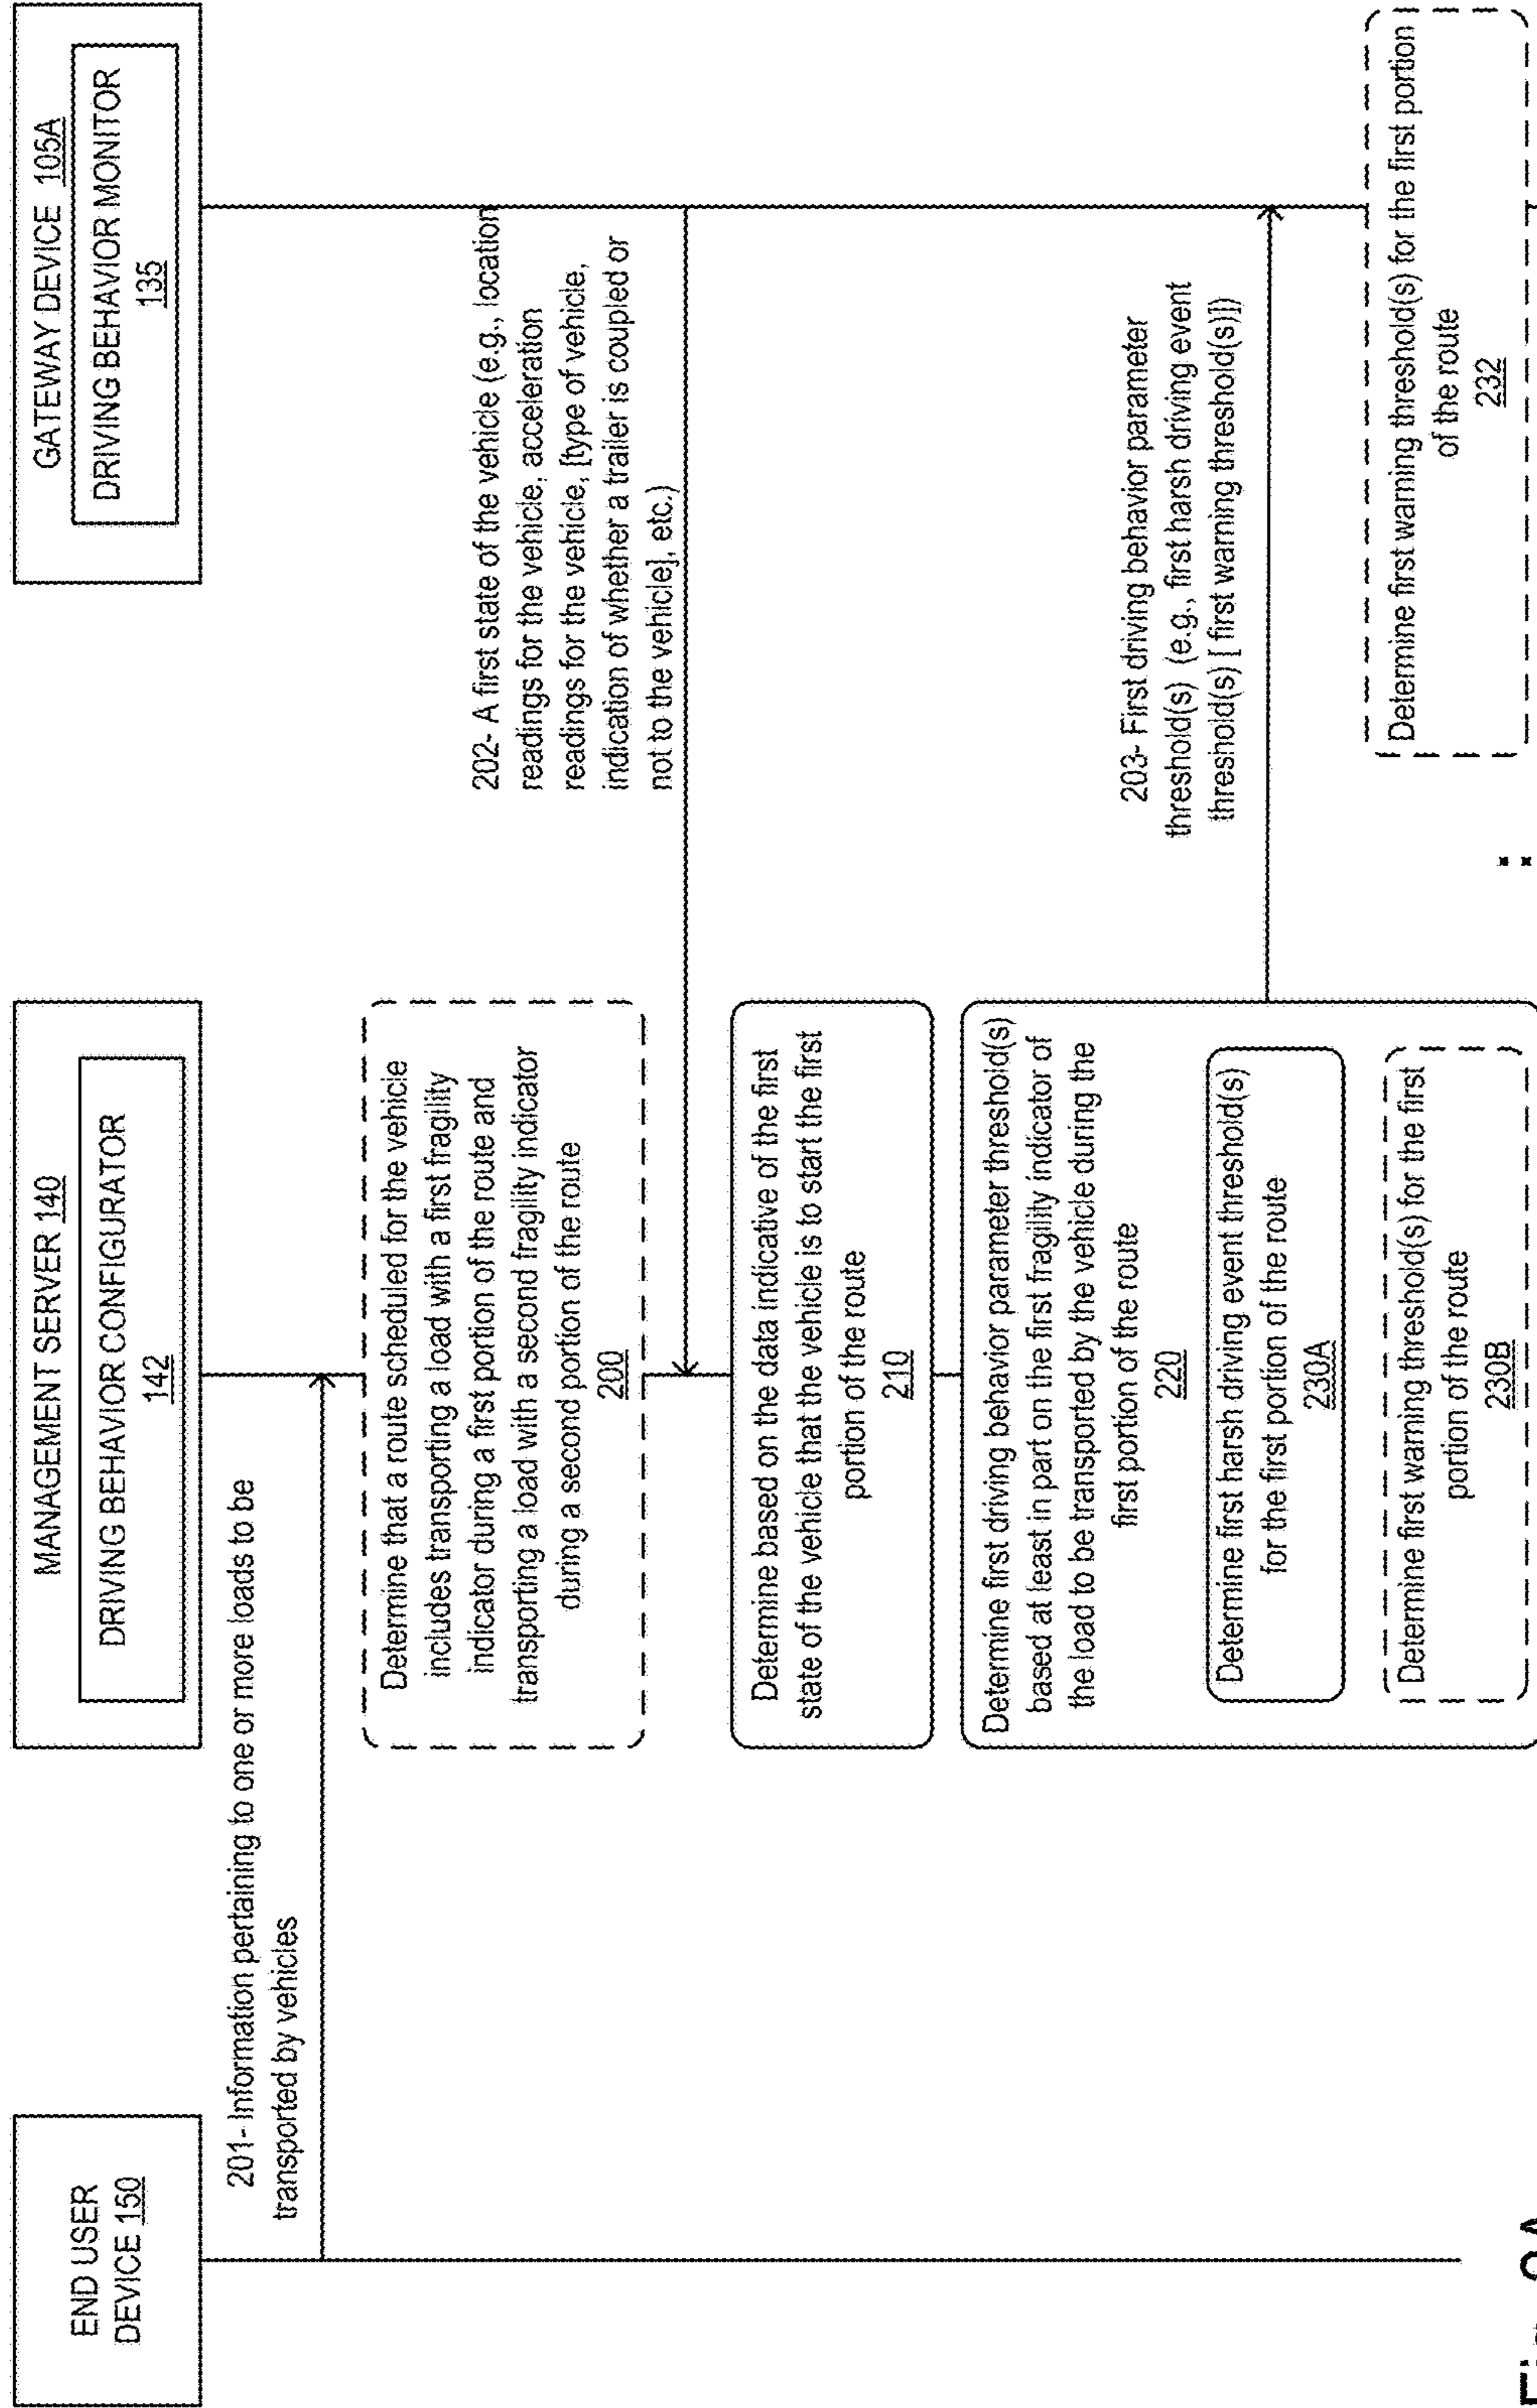 END USER
DEVICE 150
MANAGEMENT SERVER 140
DRIVING BEHAVIOR CONFIGURATOR
142
GATEWAY DEVICE 105A
DRIVING BEHAVIOR MONITOR
135
201- Information pertaining to one or more loads to be
transported by vehicles
Determine that a route scheduled for the vehicle
includes transporting a load with a first fragility
indicator during a first portion of the route and
transporting a load with a second fragility indicator
during a second portion of the route
200
202- A first state of the vehicle (e.g., location
readings for the vehicle, acceleration
readings for the vehicle, [type of vehicle,
indication of whether a trailer is coupled or
not to the vehicle], etc.)
Determine based on the data indicative of the first
state of the vehicle that the vehicle is to start the first
portion of the route
210
Determine first driving behavior parameter threshold(s)
based at least in part on the first fragility indicator of
the load to be transported by the vehicle during the
first portion of the route
220
Determine first harsh driving event threshold(s)
for the first portion of the route
230A
Determine first warning threshold(s) for the first
portion of the route
230B
203- First driving behavior parameter
threshold(s) (e.g., first harsh driving event
threshold(s) [ first warning threshold(s)])
Determine first warning threshold(s) for the first portion
of the route
232